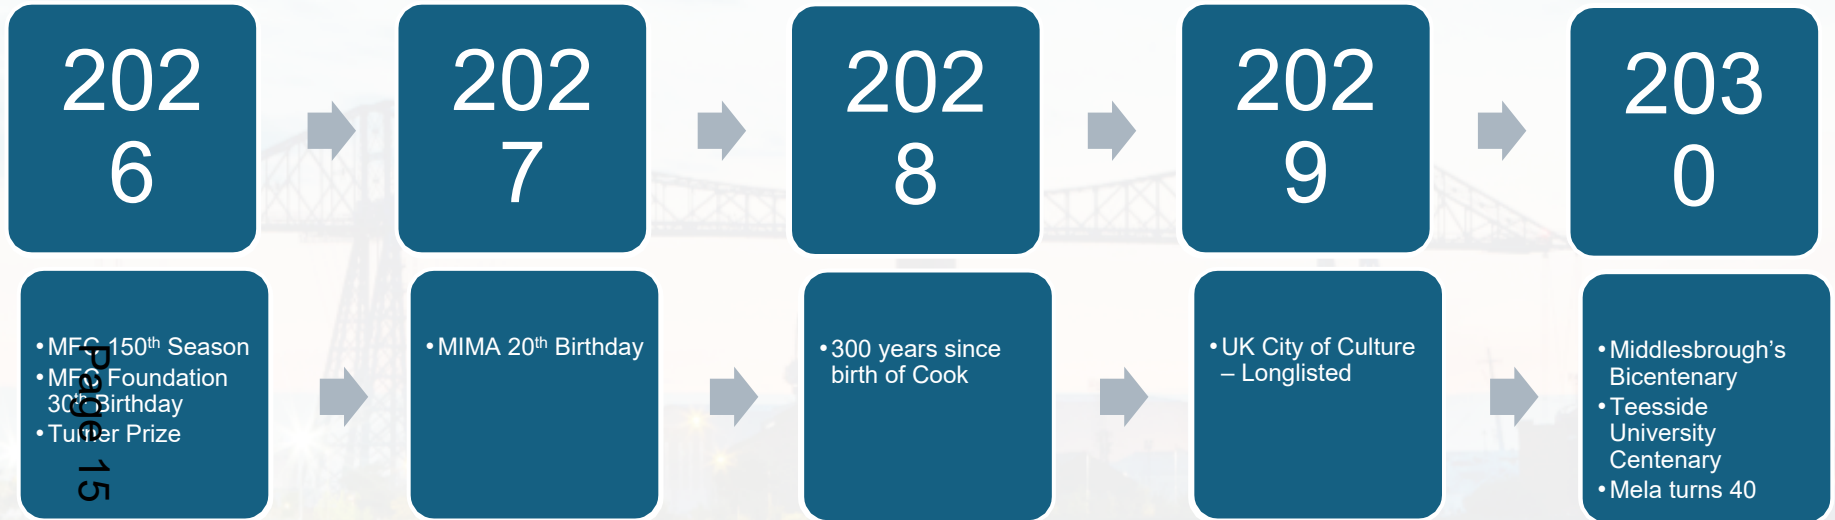 202
6
202
7
202
8
202
9
203
0
•MFC 150th Season
•MFC Foundation
30th Birthday
•Turner Prize
•MIMA 20th Birthday
•300 years since
birth of Cook
•UK City of Culture
– Longlisted
•Middlesbrough’s
Bicentenary
•Teesside
University
Centenary
•Mela turns 40
Page 15